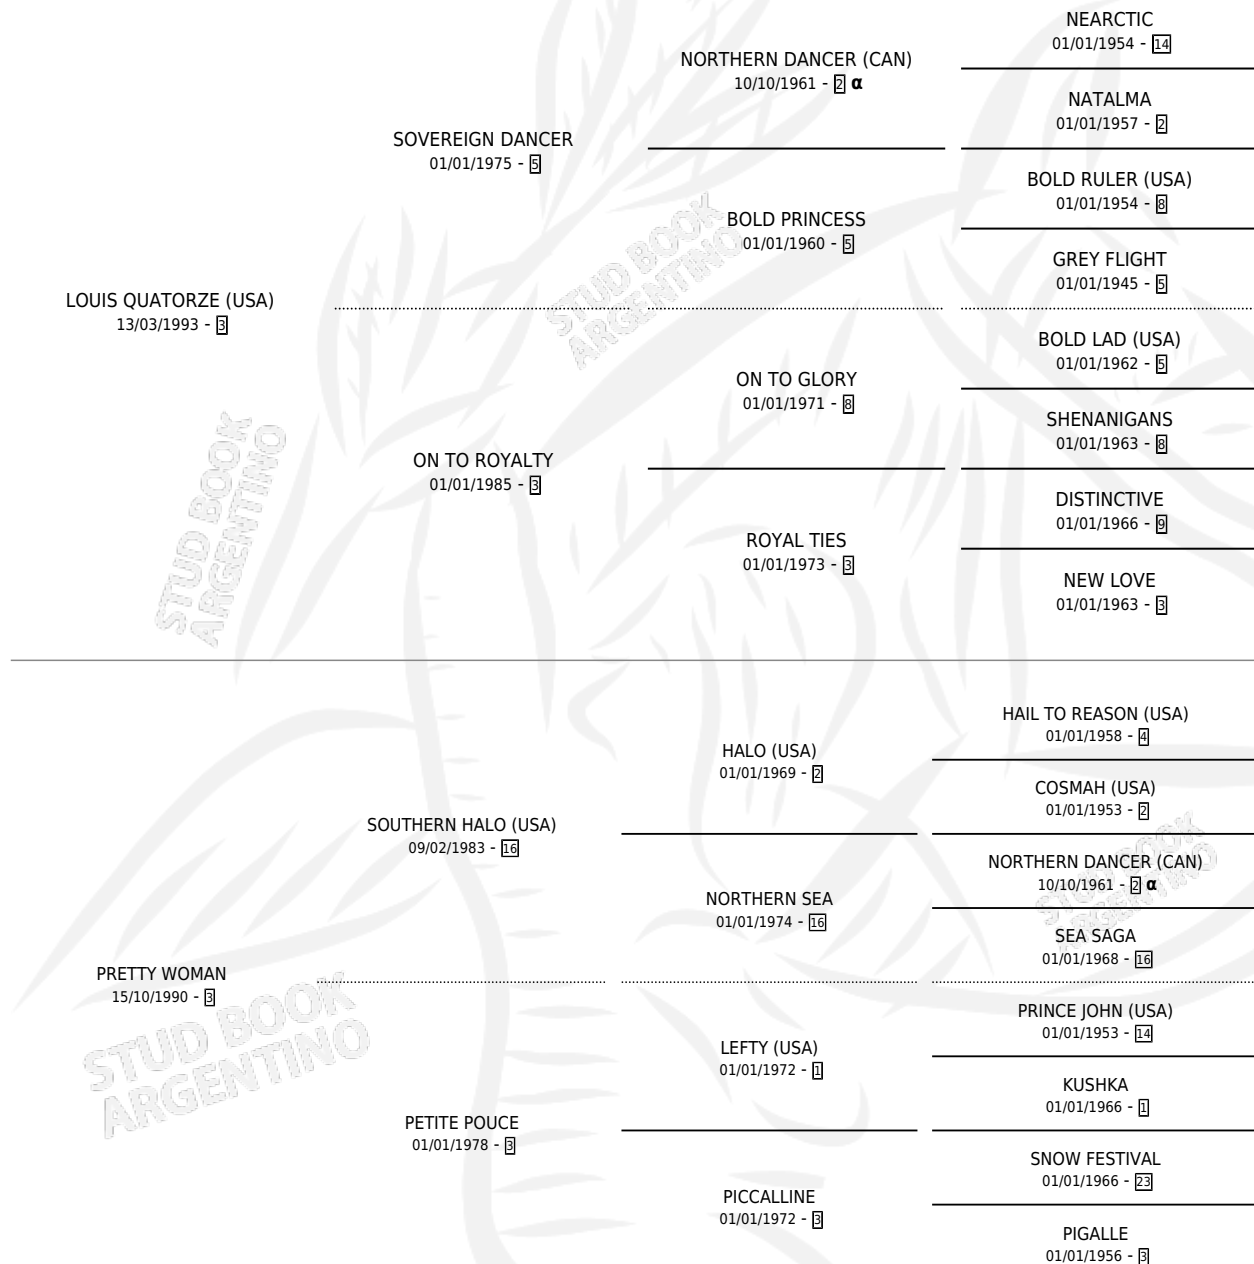 NEARCTIC
01/01/1954 - 14
NORTHERN DANCER (CAN)
10/10/1961 - 2 α
NATALMA
01/01/1957 - 2
SOVEREIGN DANCER
01/01/1975 - 5
BOLD RULER (USA)
01/01/1954 - 8
BOLD PRINCESS
01/01/1960 - 5
GREY FLIGHT
01/01/1945 - 5
STUD BOOK
ARGENTINO
LOUIS QUATORZE (USA)
13/03/1993 - 3
BOLD LAD (USA)
01/01/1962 - 5
ON TO GLORY
01/01/1971 - 8
SHENANIGANS
01/01/1963 - 8
ON TO ROYALTY
01/01/1985 - 3
DISTINCTIVE
01/01/1966 - 9
ROYAL TIES
01/01/1973 - 3
NEW LOVE
01/01/1963 - 3
STUD BOOK
ARGENTINO
HAIL TO REASON (USA)
01/01/1958 - 4
HALO (USA)
01/01/1969 - 2
COSMAH (USA)
01/01/1953 - 2
SOUTHERN HALO (USA)
09/02/1983 - 16
NORTHERN DANCER (CAN)
10/10/1961 - 2 α
NORTHERN SEA
01/01/1974 - 16
SEA SAGA
01/01/1968 - 16
STUD BOOK
ARGENTINO
PRETTY WOMAN
15/10/1990 - 3
PRINCE JOHN (USA)
01/01/1953 - 14
LEFTY (USA)
01/01/1972 - 1
KUSHKA
01/01/1966 - 1
STUD BOOK
ARGENTINO
PETITE POUCE
01/01/1978 - 3
SNOW FESTIVAL
01/01/1966 - 23
PICCALLINE
01/01/1972 - 3
PIGALLE
01/01/1956 - 3